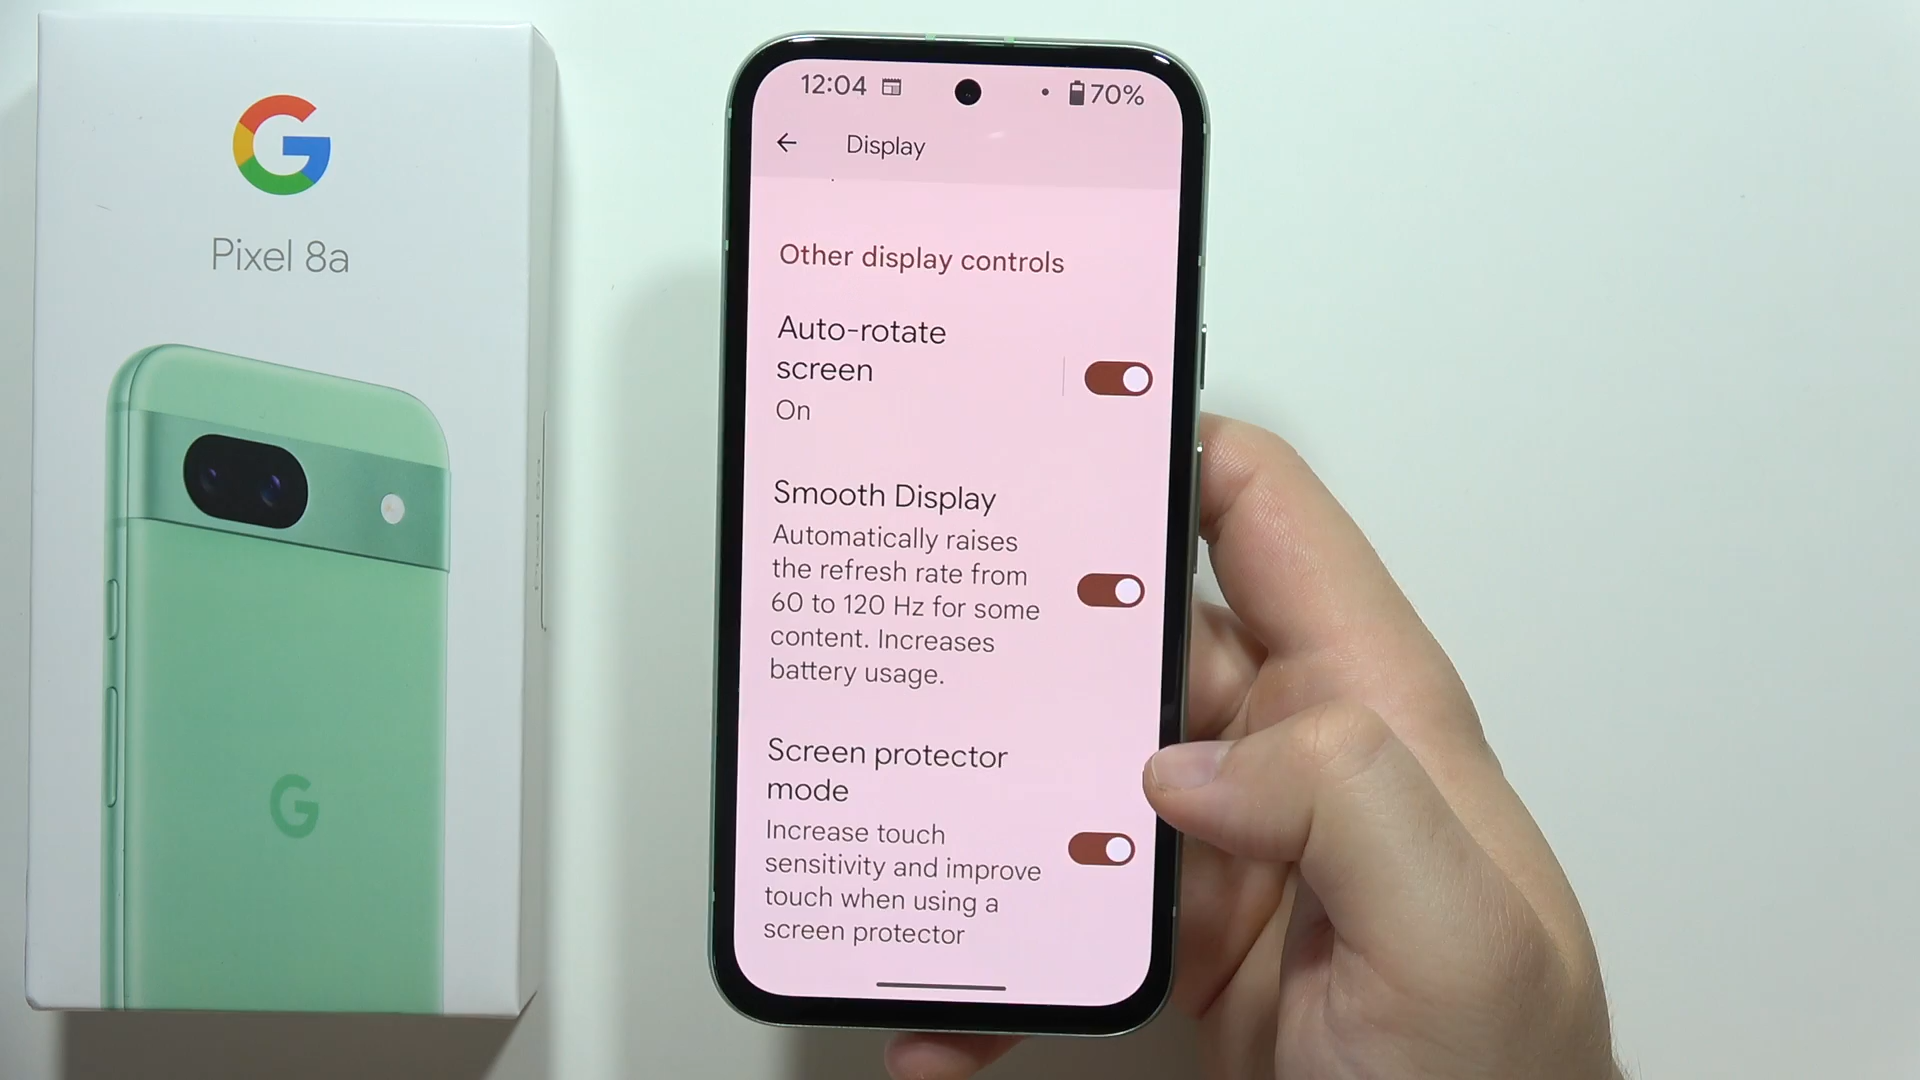 Pixel 8a
12:04
70%
Display
Other display controls
Auto-rotate
screen
On
Smooth Display
Automatically raises
the refresh rate from
60 to 120 Hz for some
content. Increases
battery usage.
Screen protector
mode
Increase touch
sensitivity and improve
touch when using a
screen protector